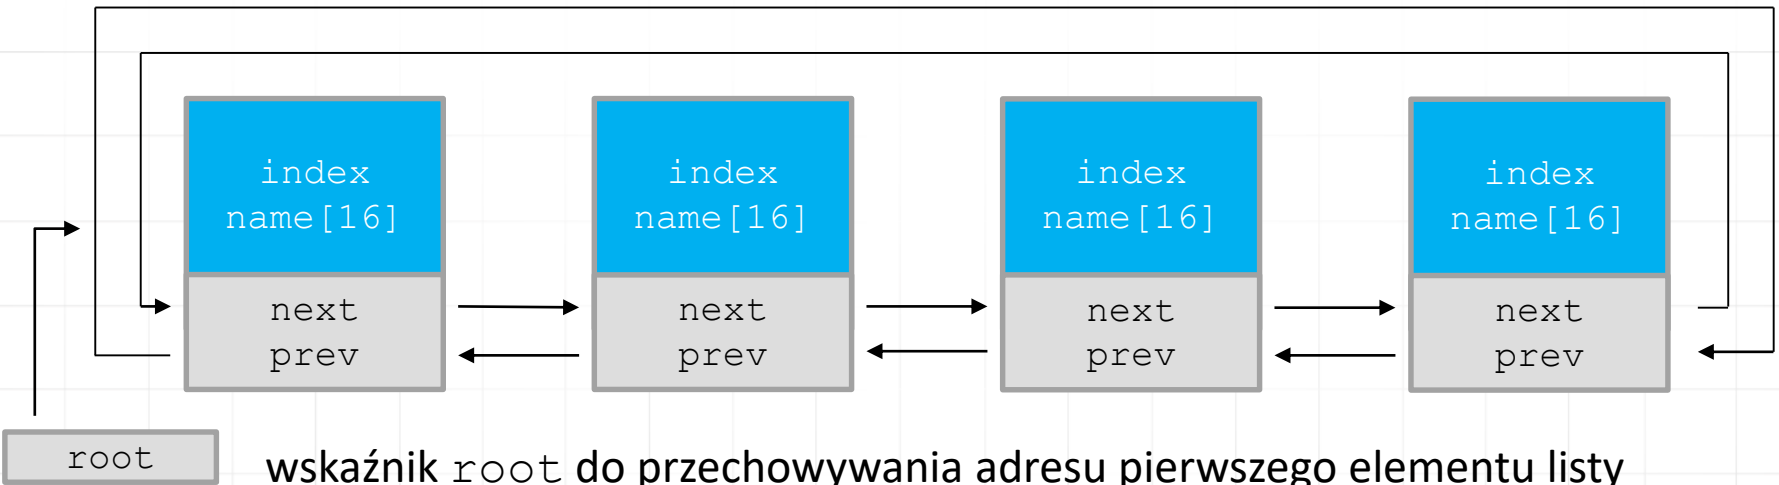 index
name[16]
next
prev
index
name[16]
next
prev
index
name[16]
next
prev
index
name[16]
next
prev
root
wskaźnik root do przechowywania adresu pierwszego elementu listy